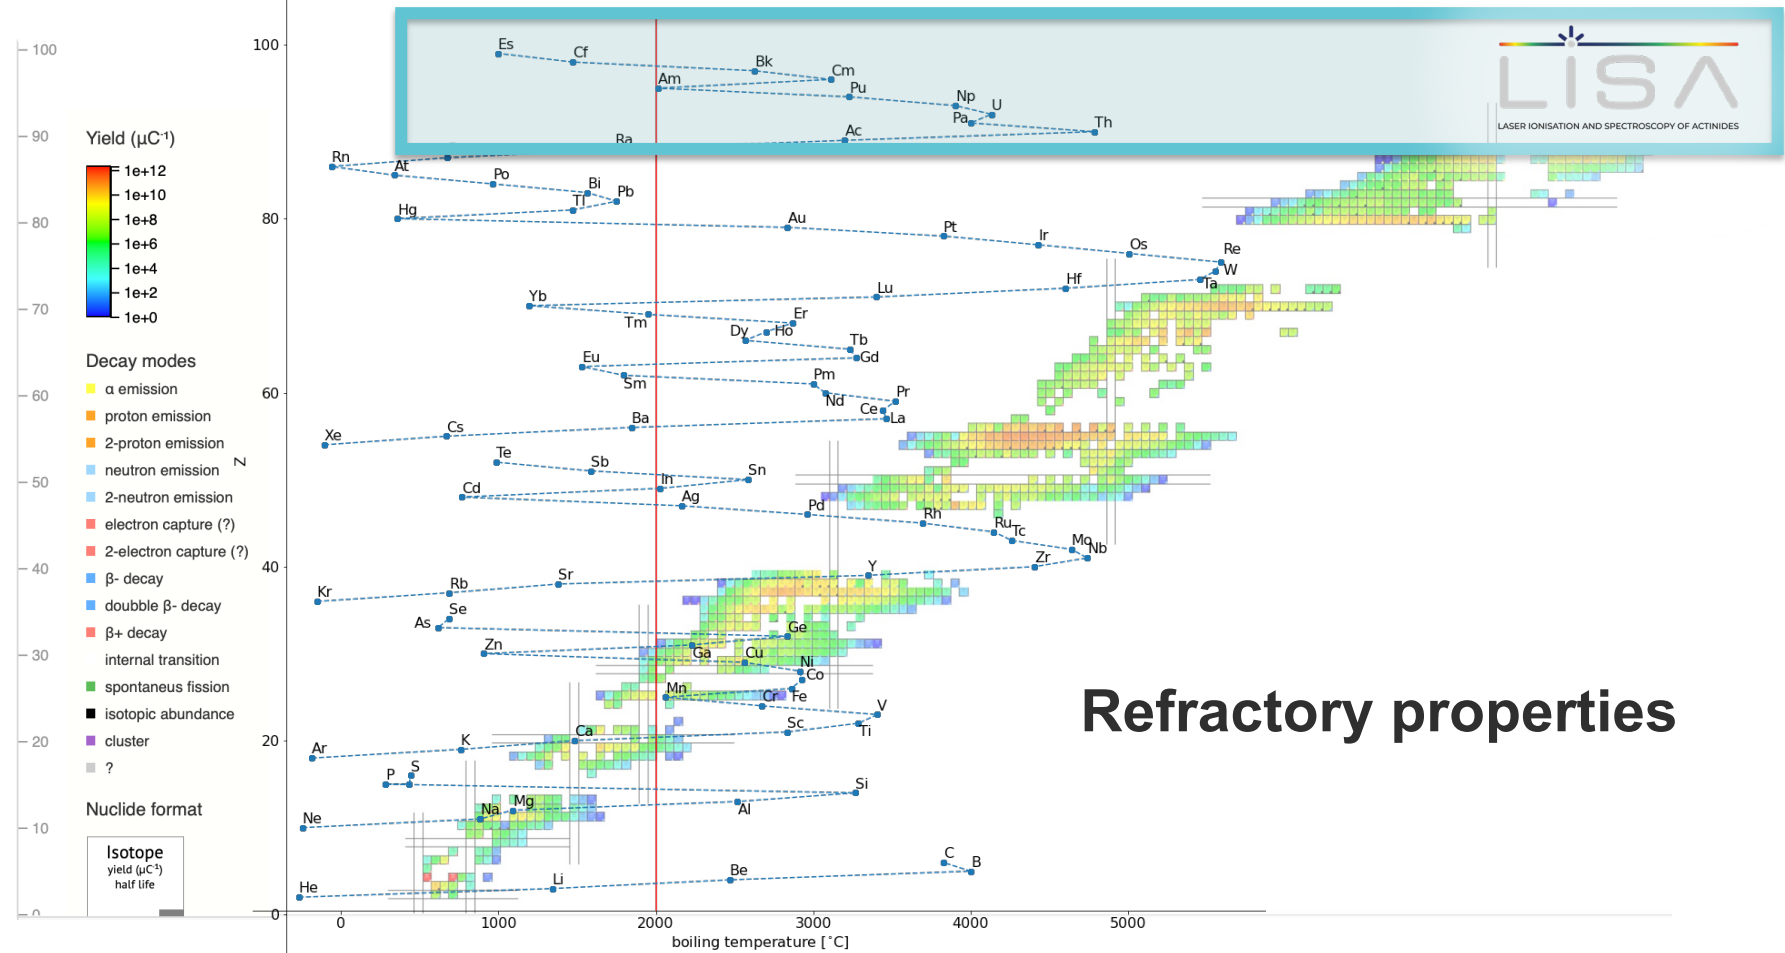 100
90
80
70
60
50
40
30
20
10
0
Yield (µC⁻¹)
1e+12
1e+10
1e+8
1e+6
1e+4
1e+2
1e+0
Decay modes
α emission
proton emission
2-proton emission
neutron emission
2-neutron emission
electron capture (?)
2-electron capture (?)
β- decay
doubble β- decay
β+ decay
internal transition
spontaneus fission
isotopic abundance
cluster
?
Nuclide format
Isotope
yield (µC⁻¹)
half life
Z
100
80
60
40
20
0
0 1000 2000 3000 4000 5000
boiling temperature [˚C]
Es
Cf
Bk
Cm
Am
Pu
Np
U
Pa
Th
Ac
Ra
Rn
At
Po
Bi
Pb
Tl
Hg
Au
Pt
Ir
Os
Re
W
Ta
Hf
Lu
Yb
Tm
Er
Ho
Dy
Tb
Gd
Eu
Sm
Pm
Nd
Pr
Ce
La
Ba
Cs
Xe
Te
Sb
Sn
In
Cd
Ag
Pd
Rh
Ru
Tc
Mo
Nb
Zr
Y
Sr
Rb
Kr
Se
As
Ge
Ga
Zn
Cu
Ni
Co
Fe
Mn
Cr
V
Ti
Sc
Ca
K
Ar
S
P
Si
Al
Mg
Na
Ne
C
B
Be
Li
He
LISA
LASER IONISATION AND SPECTROSCOPY OF ACTINIDES
Refractory properties